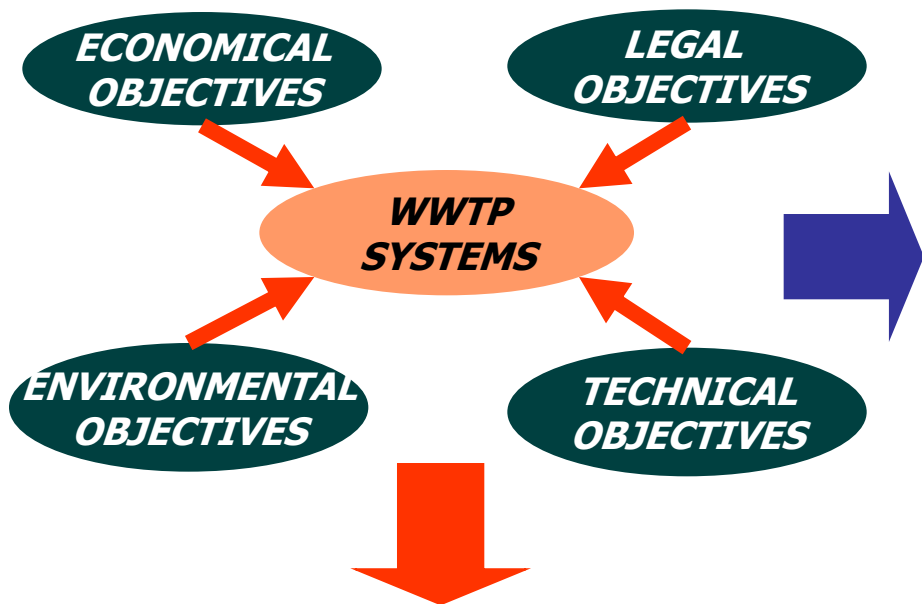 ECONOMICAL
OBJECTIVES
LEGAL
OBJECTIVES
WWTP
SYSTEMS
ENVIRONMENTAL
OBJECTIVES
TECHNICAL
OBJECTIVES